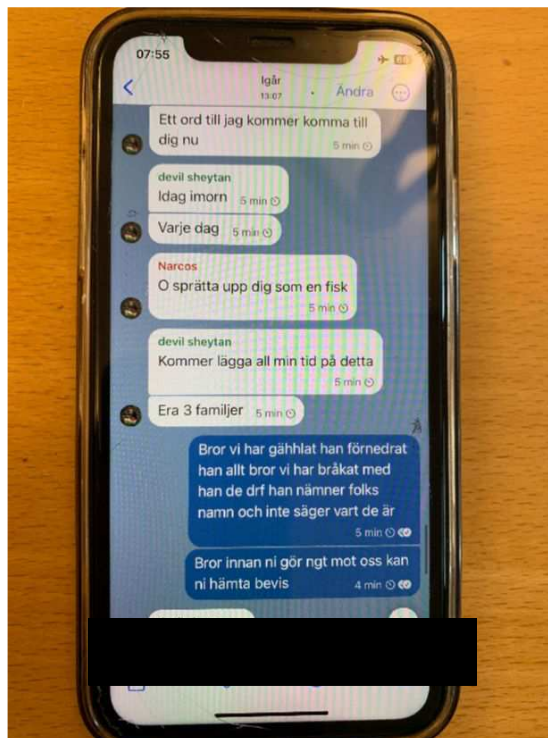 07:55
Igår
13:07
Ändra
Ett ord till jag kommer komma till
dig nu
5 min
devil sheytan
Idag imorn 5 min
Varje dag 5 min
Narcos
O sprätta upp dig som en fisk
5 min
devil sheytan
Kommer lägga all min tid på detta
5 min
Era 3 familjer 5 min
Bror vi har gähhlat han förnedrat
han allt bror vi har bråkat med
han de drf han nämner folks
namn och inte säger vart de är
5 min
Bror innan ni gör ngt mot oss kan
ni hämta bevis
4 min